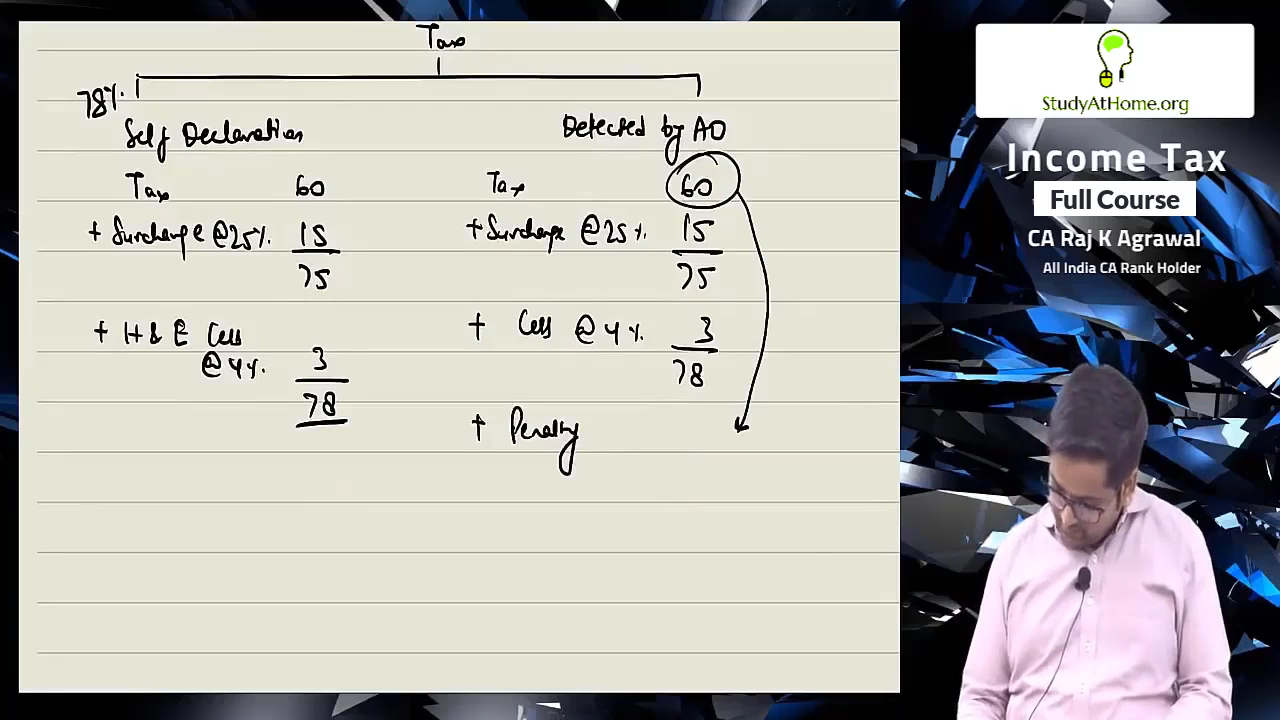 Tax
78%.
Self Declaration
Tax 60
+ Surcharge @25%. 15
75
+ H & E Cess
@4%. 3
78
Detected by AO
Tax 60
+ Surcharge @25%. 15
75
+ Cess @4%. 3
78
+ Penalty
StudyAtHome.org
Income Tax
Full Course
CA Raj K Agrawal
All India CA Rank Holder